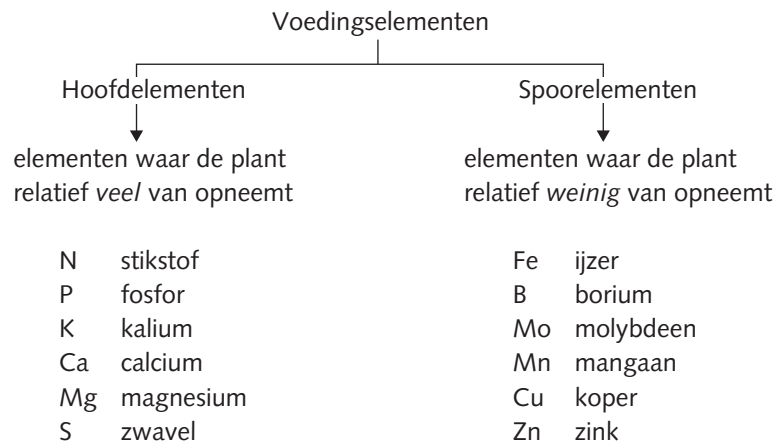 Voedingselementen
Hoofdelementen
elementen waar de plant
relatief veel van opneemt
N stikstof
P fosfor
K kalium
Ca calcium
Mg magnesium
S zwavel
Spoorelementen
elementen waar de plant
relatief weinig van opneemt
Fe ijzer
B borium
Mo molybdeen
Mn mangaan
Cu koper
Zn zink